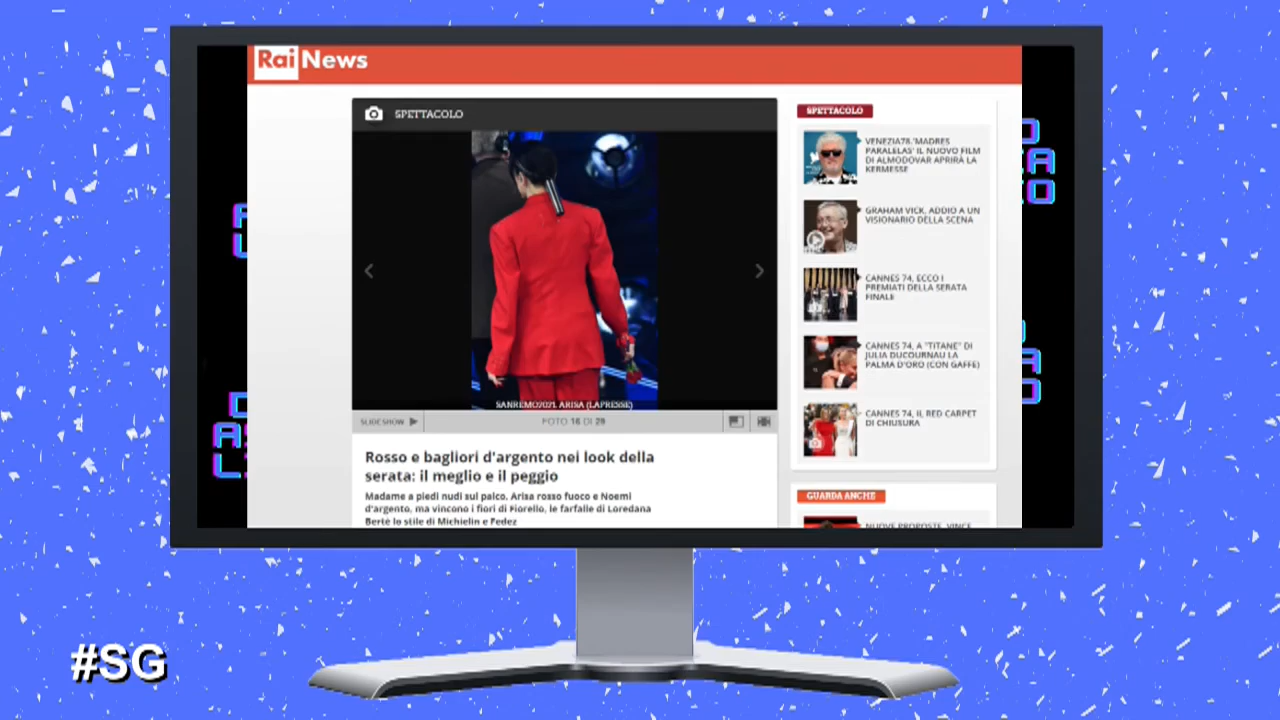 Rai News
SPETTACOLO
SANREMO2021, ARISA (LAPRESSE)
SLIDESHOW
FOTO 16 DI 29
Rosso e bagliori d'argento nei look della
serata: il meglio e il peggio
Madame a piedi nudi sul palco. Arisa rosso fuoco e Noemi
d'argento, ma vincono i fiori di Fiorello, le farfalle di Loredana
Bertè lo stile di Michielin e Fedez
SPETTACOLO
VENEZIA78.'MADRES
PARALELAS' IL NUOVO FILM
DI ALMODOVAR APRIRÀ LA
KERMESSE
GRAHAM VICK, ADDIO A UN
VISIONARIO DELLA SCENA
CANNES 74, ECCO I
PREMIATI DELLA SERATA
FINALE
CANNES 74, A "TITANE" DI
JULIA DUCOURNAU LA
PALMA D'ORO (CON GAFFE)
CANNES 74, IL RED CARPET
DI CHIUSURA
GUARDA ANCHE
NUOVE PROPOSTE, VINCE
#SG